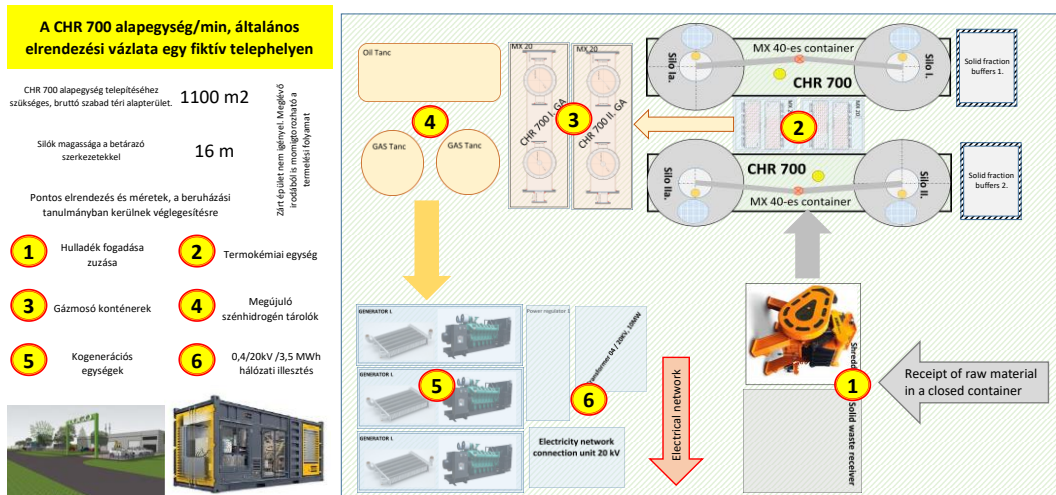 A CHR 700 alapegység/min, általános
elrendezési vázlata egy fiktív telephelyen
CHR 700 alapegység telepítéséhez
szükséges, bruttó szabad téri alapterület.
1100 m2
Silók magassága a betárazó
szerkezetekkel
16 m
Zárt épület nem igényel. Meglévő
irodából is momigtorozható a
termelési folyamat
Pontos elrendezés és méretek, a beruházási
tanulmányban kerülnek véglegesítésre
1
Hulladék fogadása
zuzása
2
Termokémiai egység
3
Gázmosó konténerek
4
Megújuló
szénhidrogén tárolók
5
Kogenerációs
egységek
6
0,4/20kV /3,5 MWh
hálózati illesztés
Oil Tanc
4
GAS Tanc
GAS Tanc
MX 20
CHR 700 I. GA
3
MX 20
CHR 700 II. GA
Silo Ia.
MX 40-es container
CHR 700
Silo I.
Solid fraction
buffers 1.
2
MX 20
Silo IIa.
CHR 700
MX 40-es container
Silo II.
Solid fraction
buffers 2.
GENERATOR I.
GENERATOR I.
GENERATOR I.
5
Power regulator 1
6
Transformer 04 / 20KV, 10MW
Electricity network
connection unit 20 kV
Electrical network
Shredd
1
Solid waste receiver
Receipt of raw material
in a closed container